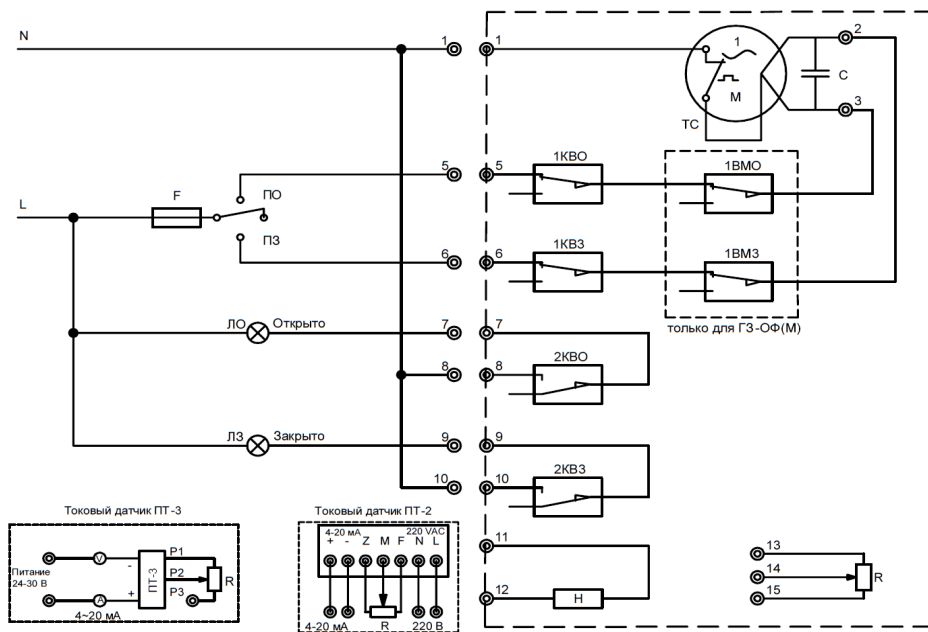 N
1
1
1
M
TC
2
C
3
5
5
1КВО
1ВМО
F
ПО
L
ПЗ
6
6
1КВЗ
1ВМЗ
только для ГЗ-ОФ(М)
ЛО
Открыто
7
7
8
8
2КВО
ЛЗ
Закрыто
9
9
10
10
2КВЗ
Токовый датчик ПТ-3
Питание
24-30 В
V
-
A
+
ПТ-3
P1
P2
P3
R
4~20 мА
Токовый датчик ПТ-2
4-20 мА
220 VAC
+ - Z M F N L
4-20 мА
R
220 В
11
12
H
13
14
15
R